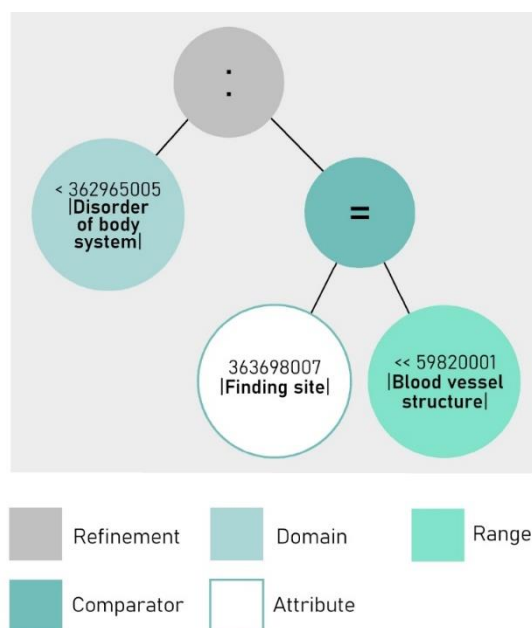 :
< 362965005
|Disorder
of body
system|
=
363698007
|Finding site|
<< 59820001
|Blood vessel
structure|
Refinement
Domain
Range
Comparator
Attribute